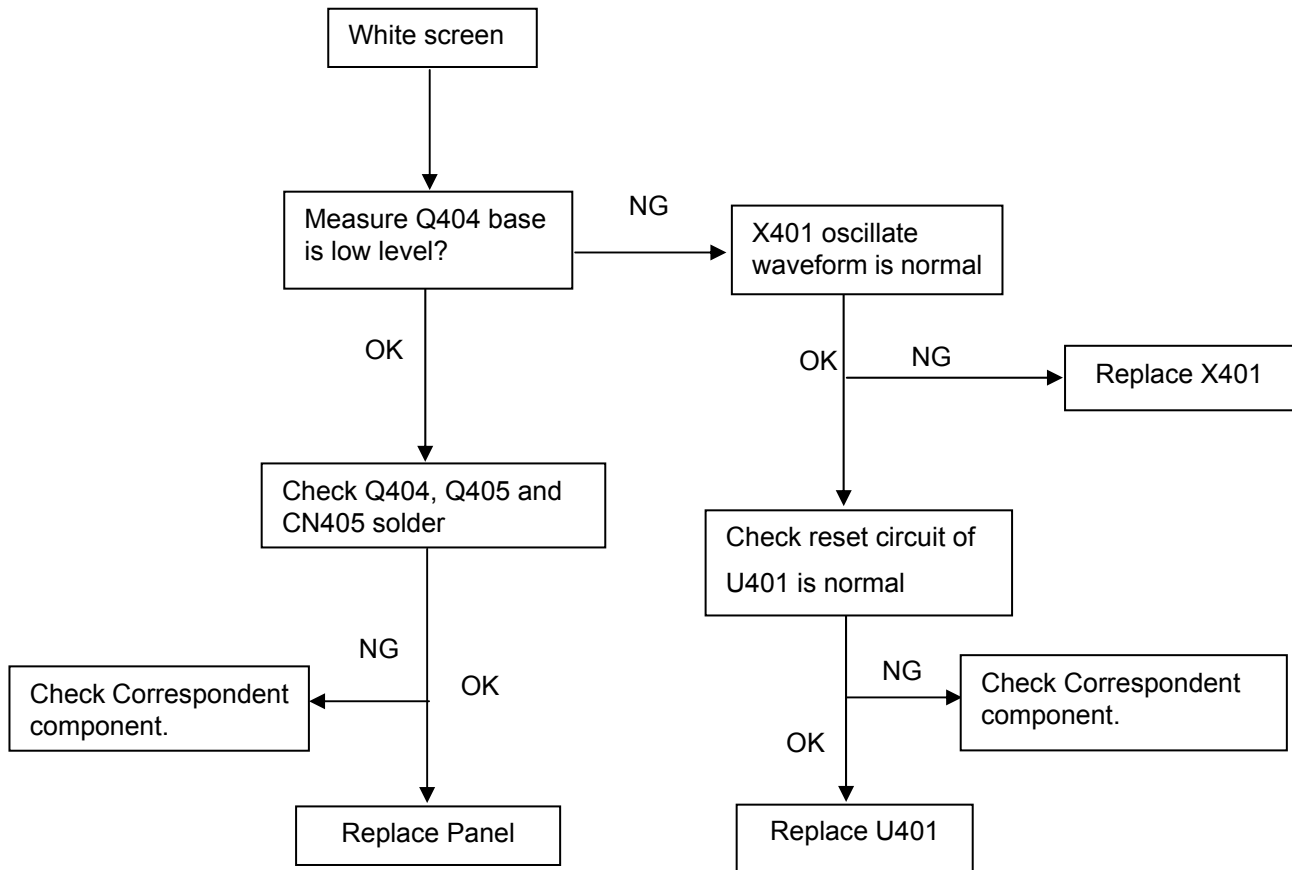 White screen
Measure Q404 base
is low level?
NG
X401 oscillate
waveform is normal
OK
OK
NG
Replace X401
Check Q404, Q405 and
CN405 solder
Check reset circuit of
U401 is normal
NG
OK
Check Correspondent
component.
NG
Check Correspondent
component.
OK
Replace Panel
Replace U401